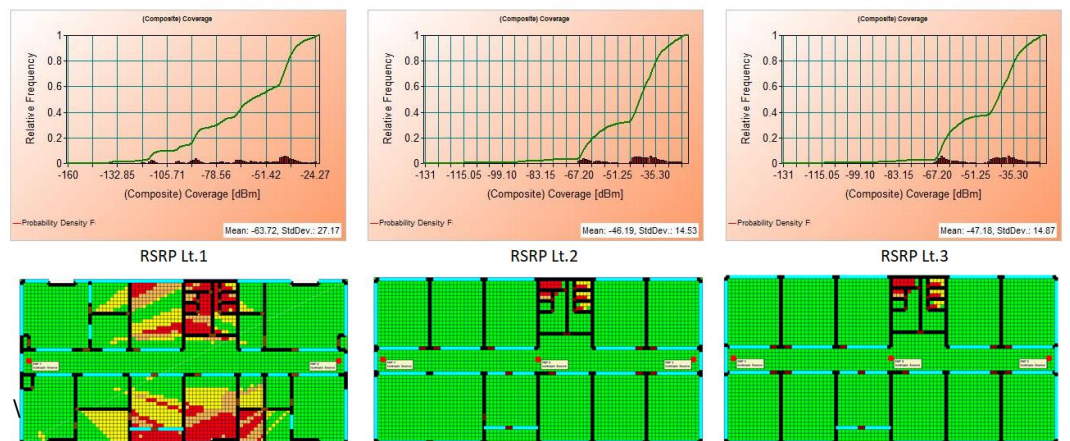 (Composite) Coverage
1
0.8
0.6
0.4
0.2
0
Relative Frequency
-160 -132.85 -105.71 -78.56 -51.42 -24.27
(Composite) Coverage [dBm]
Probability Density F
Mean: -63.72, StdDev.: 27.17
(Composite) Coverage
1
0.8
0.6
0.4
0.2
0
Relative Frequency
-131 -115.05 -99.10 -83.15 -67.20 -51.25 -35.30
(Composite) Coverage [dBm]
Probability Density F
Mean: -46.19, StdDev.: 14.53
(Composite) Coverage
1
0.8
0.6
0.4
0.2
0
Relative Frequency
-131 -115.05 -99.10 -83.15 -67.20 -51.25 -35.30
(Composite) Coverage [dBm]
Probability Density F
Mean: -47.18, StdDev.: 14.87
RSRP Lt.1
RSRP Lt.2
RSRP Lt.3
\